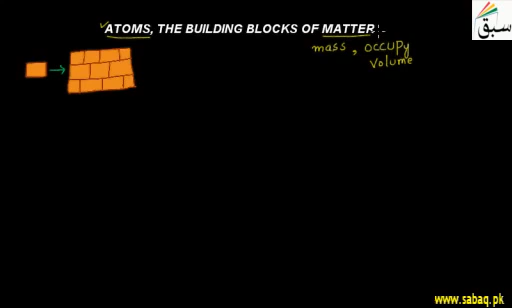 ATOMS, THE BUILDING BLOCKS OF MATTER :-
mass, occupy
volume
سبق
www.sabaq.pk